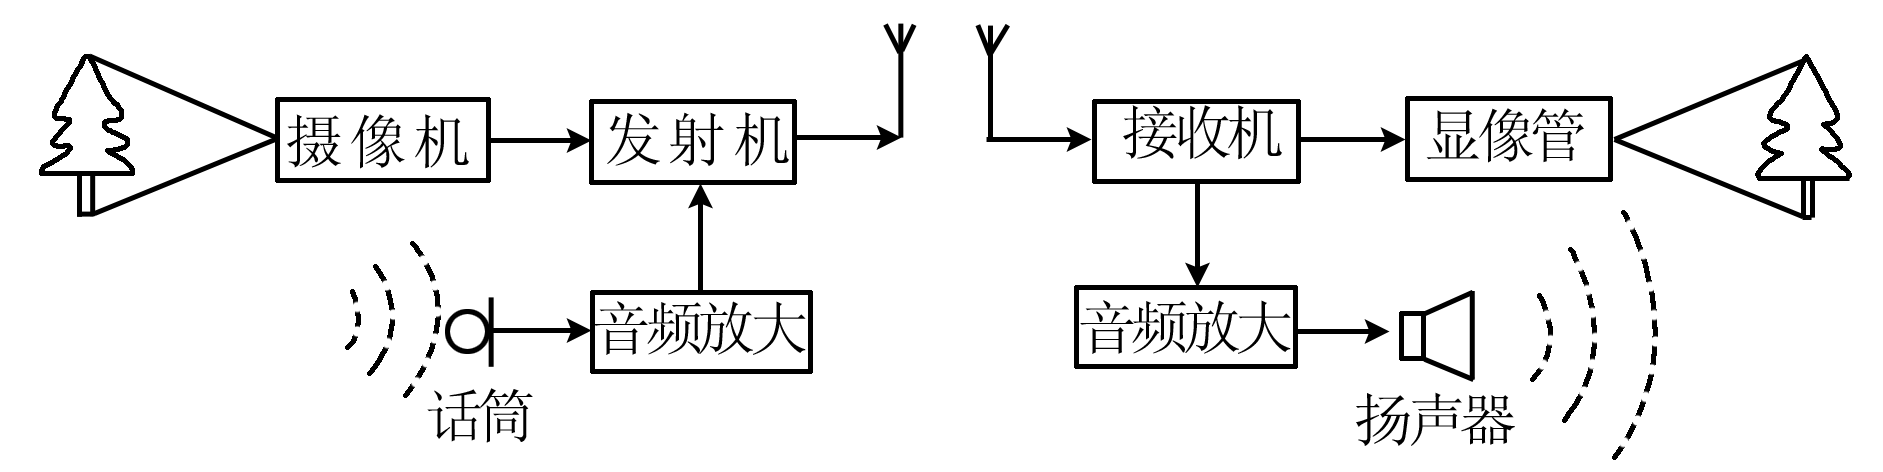 摄像机
发射机
接收机
显像管
音频放大
音频放大
话筒
扬声器